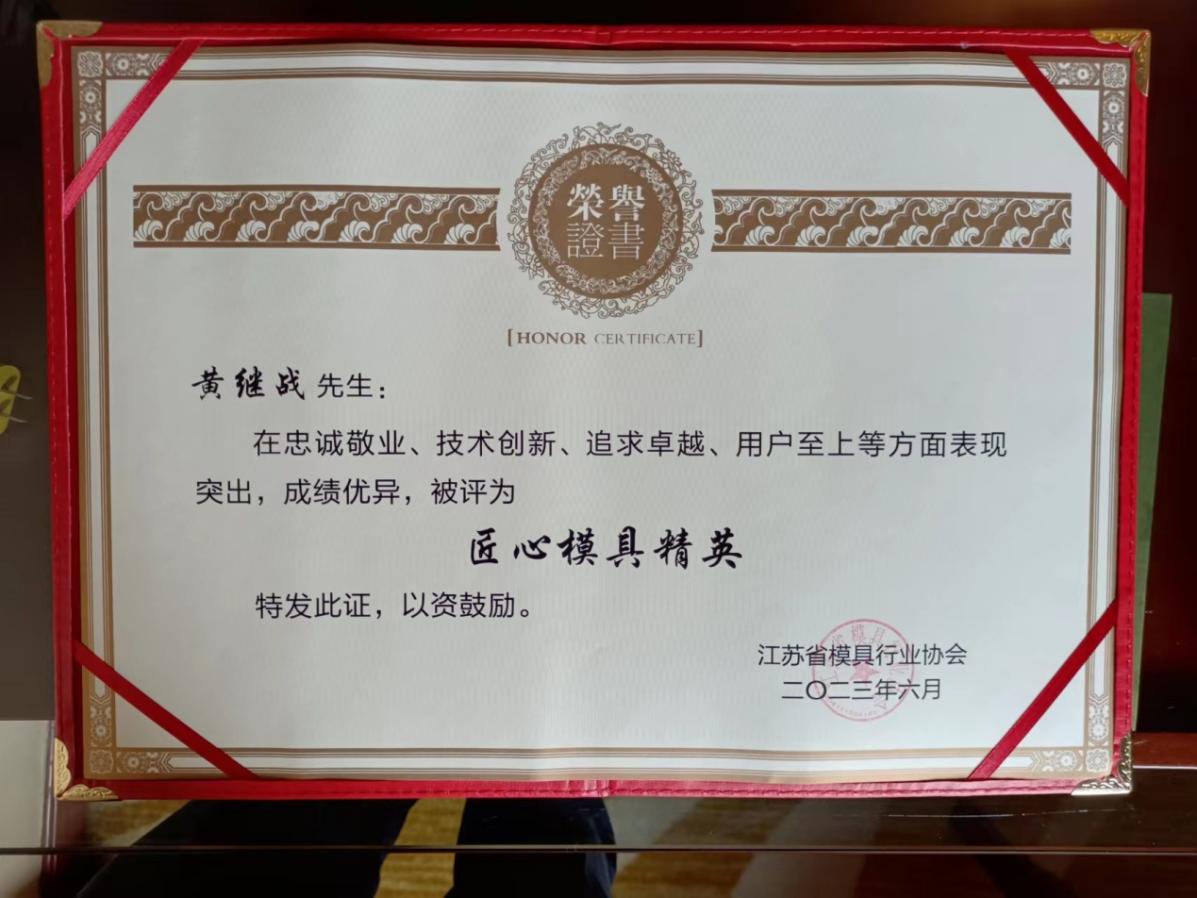 榮譽
證書
[HONOR CERTIFICATE]
黄继战 先生：
在忠诚敬业、技术创新、追求卓越、用户至上等方面表现
突出，成绩优异，被评为
匠心模具精英
特发此证，以资鼓励。
江苏省模具行业协会
二〇二三年六月